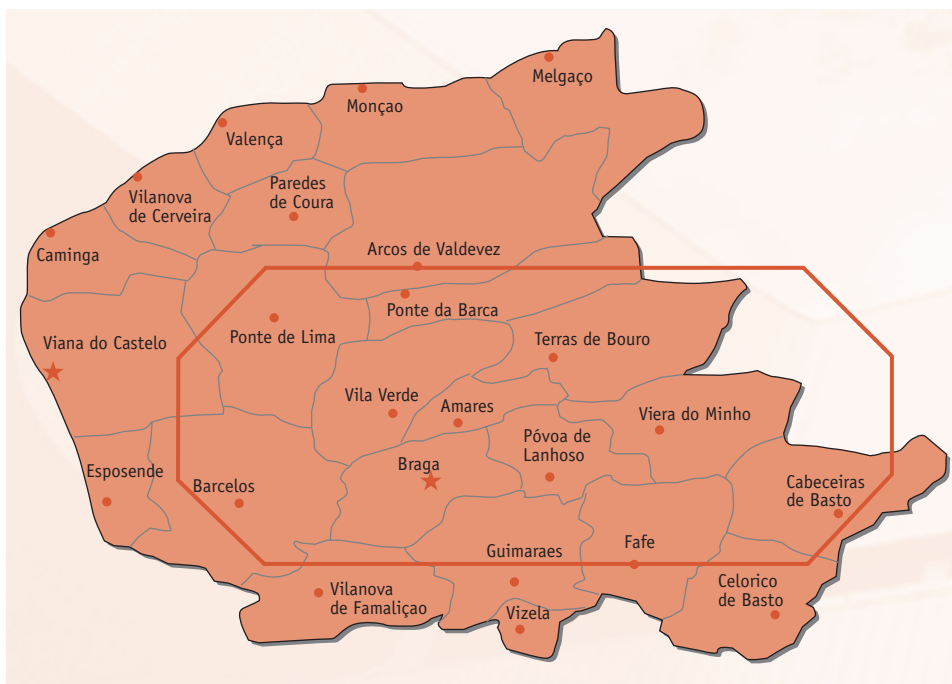 Melgaço
Monçao
Valença
Paredes
de Coura
Vilanova
de Cerveira
Caminga
Arcos de Valdevez
Ponte da Barca
Ponte de Lima
Viana do Castelo
Terras de Bouro
Vila Verde
Amares
Viera do Minho
Póvoa de
Lanhoso
Braga
Esposende
Barcelos
Cabeceiras
de Basto
Guimaraes
Fafe
Vilanova
de Famaliçao
Celorico
de Basto
Vizela